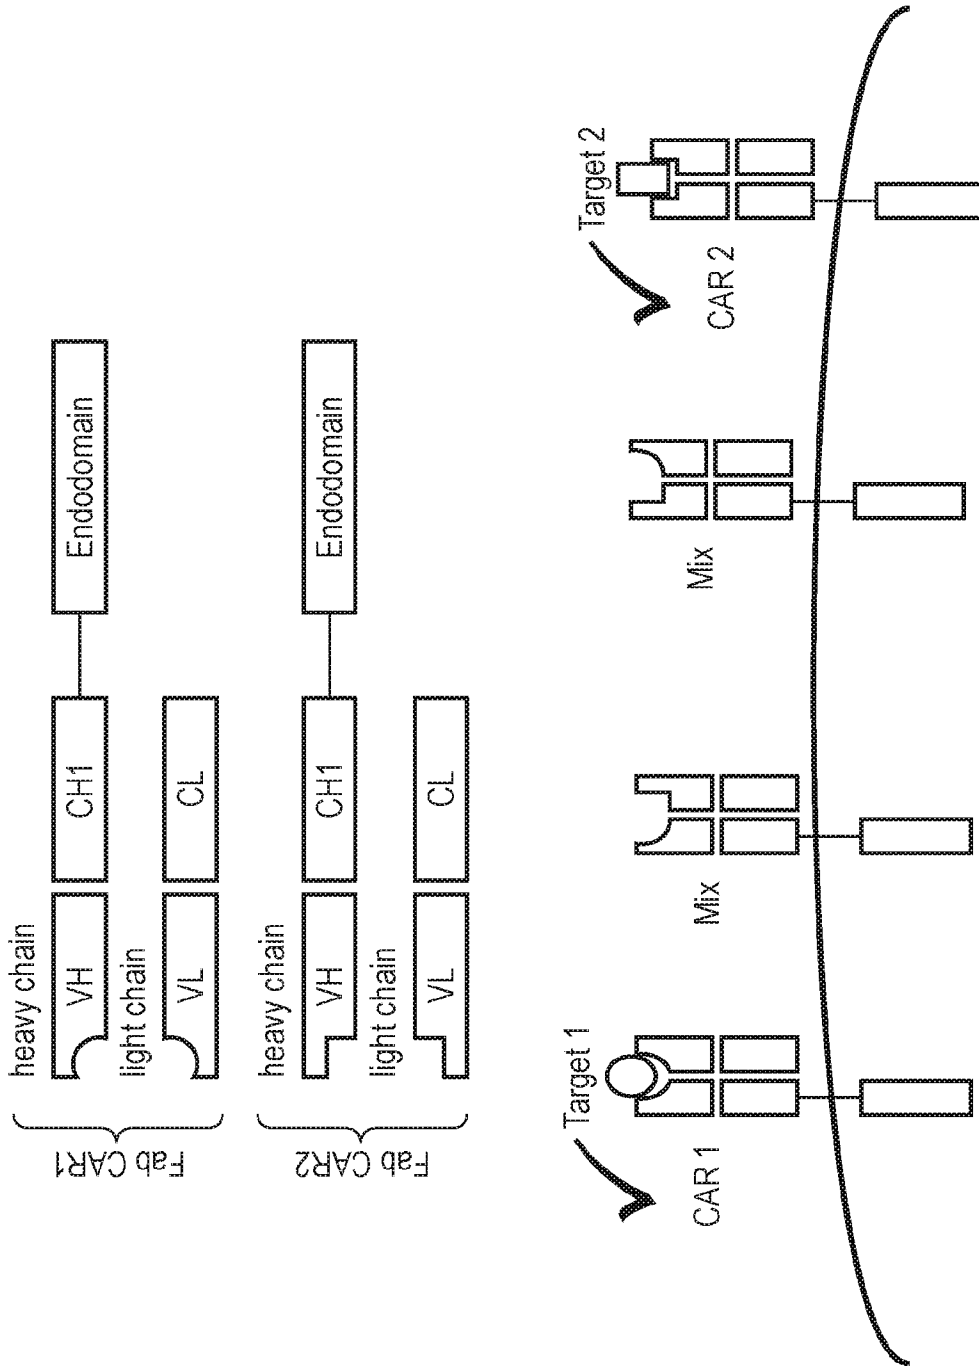 Fab CAR1
heavy chain
VH
CH1
Endodomain
light chain
VL
CL
Fab CAR2
heavy chain
VH
CH1
Endodomain
light chain
VL
CL
Target 1
CAR 1
Mix
Mix
Target 2
CAR 2